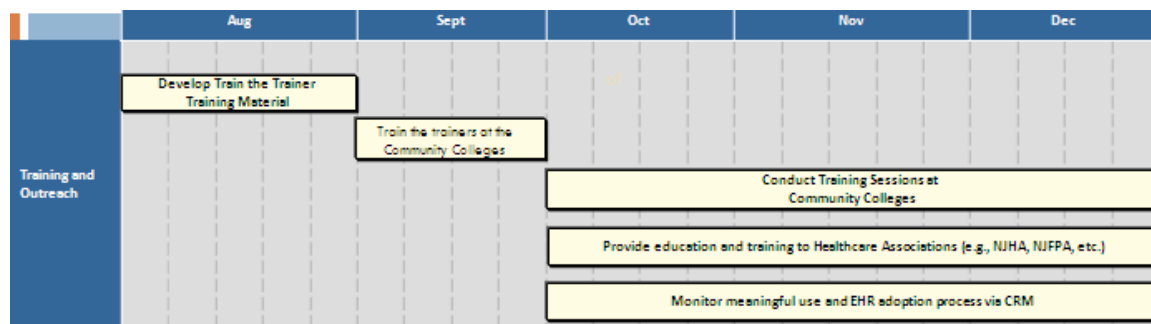 Aug Sept Oct Nov Dec
Develop Train the Trainer
Training Material
Train the trainers at the
Community Colleges
Training and
Outreach
Conduct Training Sessions at
Community Colleges
Provide education and training to Healthcare Associations (e.g., NJHA, NJFPA, etc.)
Monitor meaningful use and EHR adoption process via CRM